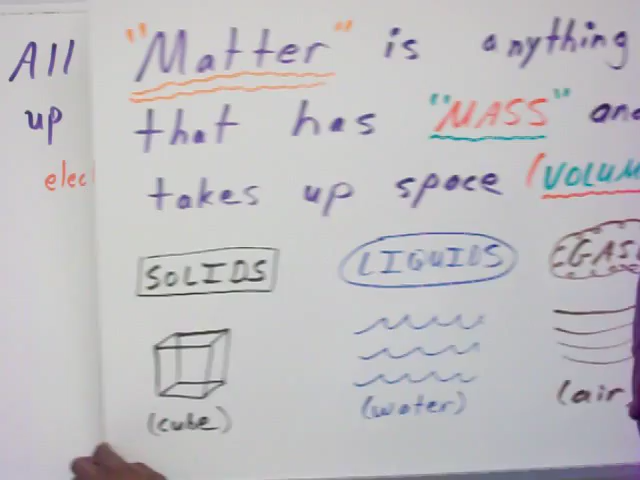 All
up
elec
"Matter" is anything
that has "MASS" and
takes up space (VOLUM
SOLIDS LIQUIDS GAS
(cube) (water) (air